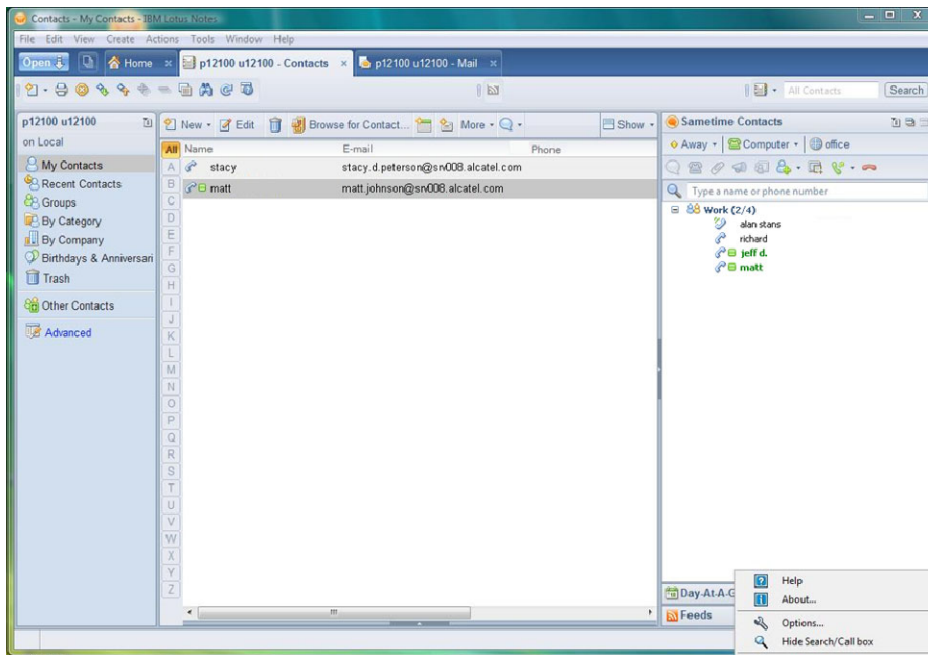 Contacts - My Contacts - IBM Lotus Notes
File Edit View Create Actions Tools Window Help
Open Home p12100 u12100 - Contacts p12100 u12100 - Mail
All Contacts Search
p12100 u12100
on Local
My Contacts
Recent Contacts
Groups
By Category
By Company
Birthdays & Anniversari
Trash
Other Contacts
Advanced
New Edit Browse for Contact... More Show
All Name E-mail Phone
stacy stacy.d.peterson@srv008.alcatel.com
matt matt.johnson@srv008.alcatel.com
A
B
C
D
E
F
G
H
I
J
K
L
M
N
O
P
Q
R
S
T
U
V
W
X
Y
Z
Sametime Contacts
Away Computer office
Type a name or phone number
Work (2/4)
alan stans
richard
jeff d.
matt
Day-At-A-G
Feeds
Help
About...
Options...
Hide Search/Call box